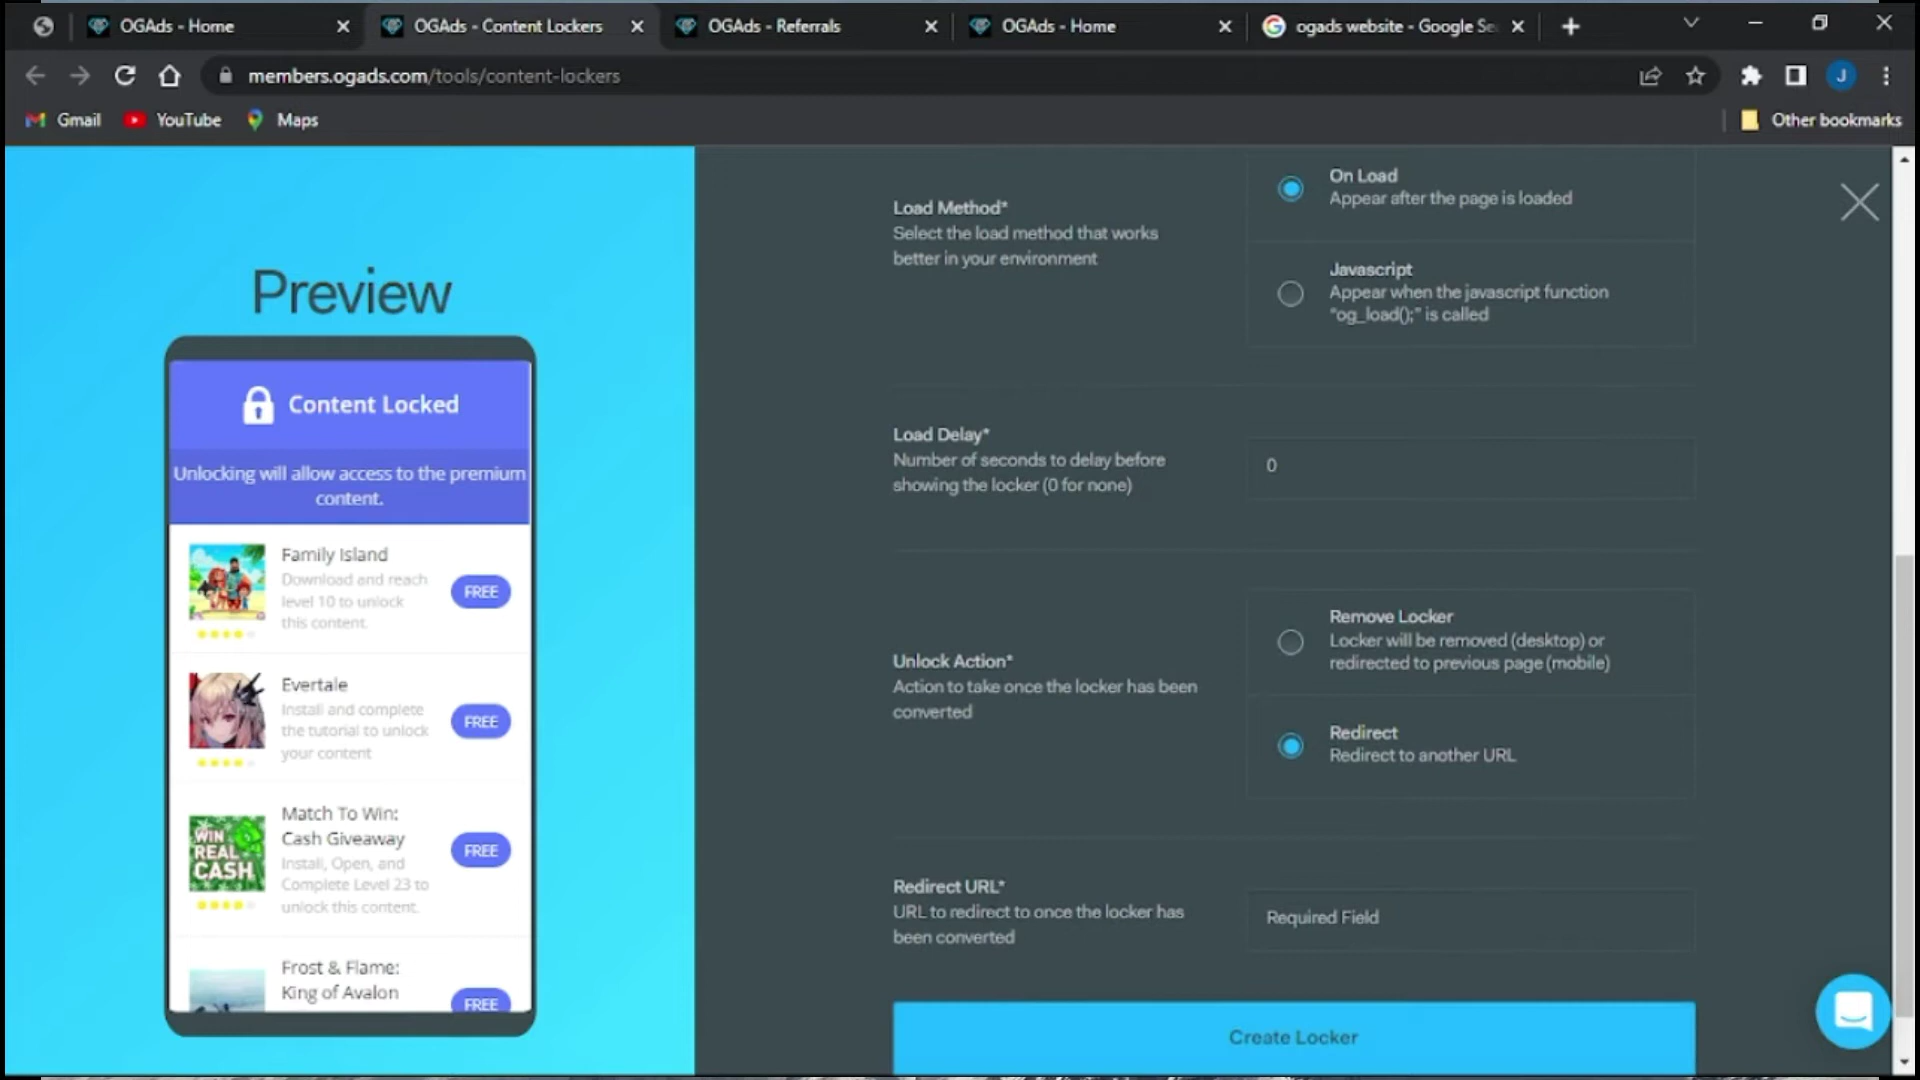 OGAds - Home
OGAds - Content Lockers
OGAds - Referrals
OGAds - Home
ogads website - Google Se
members.ogads.com/tools/content-lockers
J
Gmail
YouTube
Maps
Other bookmarks
Preview
Content Locked
Unlocking will allow access to the premium
content.
Family Island
Download and reach
level 10 to unlock
this content.
FREE
Evertale
Install and complete
the tutorial to unlock
your content
FREE
WIN
REAL
CASH
Match To Win:
Cash Giveaway
Install, Open, and
Complete Level 23 to
unlock this content.
FREE
Frost & Flame:
King of Avalon
FREE
Load Method*
Select the load method that works
better in your environment
On Load
Appear after the page is loaded
Javascript
Appear when the javascript function
"og_load();" is called
Load Delay*
Number of seconds to delay before
showing the locker (0 for none)
0
Unlock Action*
Action to take once the locker has been
converted
Remove Locker
Locker will be removed (desktop) or
redirected to previous page (mobile)
Redirect
Redirect to another URL
Redirect URL*
URL to redirect to once the locker has
been converted
Required Field
Create Locker